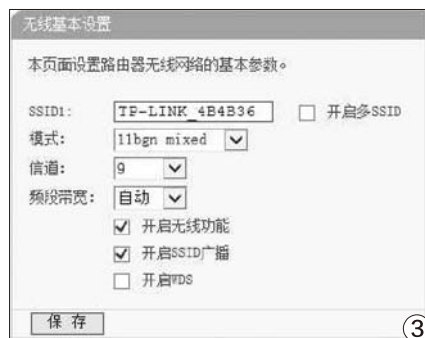 无线基本设置
本页面设置路由器无线网络的基本参数。
SSID1: TP-LINK_4B4B36 开启多SSID
模式: 11bgn mixed
信道: 9
频段带宽: 自动
开启无线功能
开启SSID广播
开启WDS
保存
③